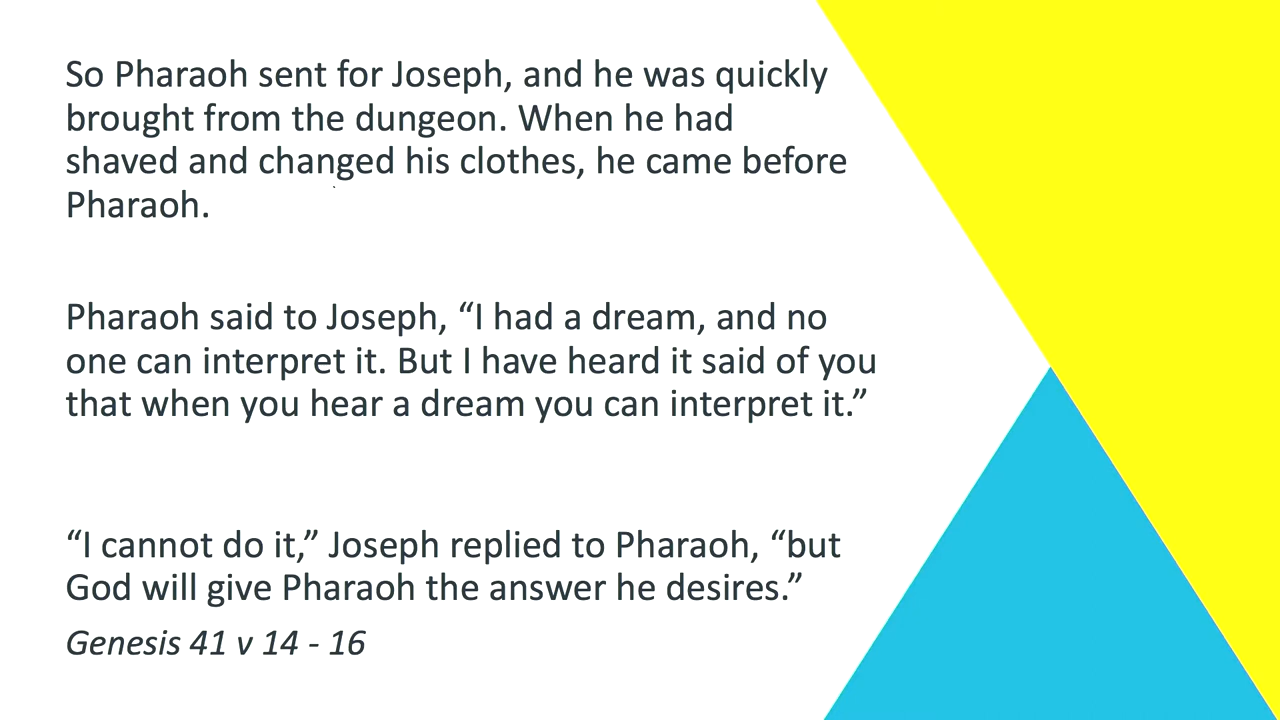 So Pharaoh sent for Joseph, and he was quickly
brought from the dungeon. When he had
shaved and changed his clothes, he came before
Pharaoh.
Pharaoh said to Joseph, “I had a dream, and no
one can interpret it. But I have heard it said of you
that when you hear a dream you can interpret it.”
“I cannot do it,” Joseph replied to Pharaoh, “but
God will give Pharaoh the answer he desires.”
Genesis 41 v 14 - 16